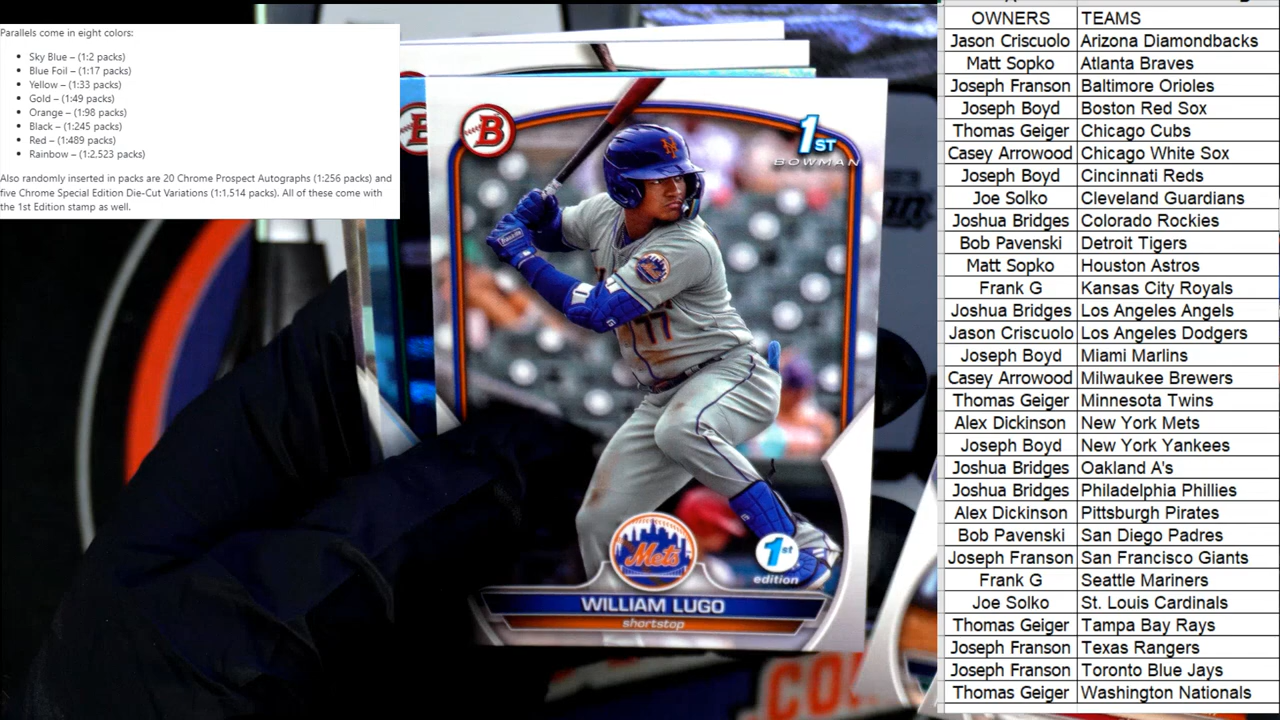 Parallels come in eight colors:
Sky Blue – (1:2 packs)
Blue Foil – (1:17 packs)
Yellow – (1:33 packs)
Gold – (1:49 packs)
Orange – (1:98 packs)
Black – (1:245 packs)
Red – (1:489 packs)
Rainbow – (1:2,523 packs)
Also randomly inserted in packs are 20 Chrome Prospect Autographs (1:256 packs) and
five Chrome Special Edition Die-Cut Variations (1:1,514 packs). All of these come with
the 1st Edition stamp as well.
B
1ST
BOWMAN
Mets
77
Mets
1st
edition
WILLIAM LUGO
shortstop
OWNERS TEAMS
Jason Criscuolo Arizona Diamondbacks
Matt Sopko Atlanta Braves
Joseph Franson Baltimore Orioles
Joseph Boyd Boston Red Sox
Thomas Geiger Chicago Cubs
Casey Arrowood Chicago White Sox
Joseph Boyd Cincinnati Reds
Joe Solko Cleveland Guardians
Joshua Bridges Colorado Rockies
Bob Pavenski Detroit Tigers
Matt Sopko Houston Astros
Frank G Kansas City Royals
Joshua Bridges Los Angeles Angels
Jason Criscuolo Los Angeles Dodgers
Joseph Boyd Miami Marlins
Casey Arrowood Milwaukee Brewers
Thomas Geiger Minnesota Twins
Alex Dickinson New York Mets
Joseph Boyd New York Yankees
Joshua Bridges Oakland A's
Joshua Bridges Philadelphia Phillies
Alex Dickinson Pittsburgh Pirates
Bob Pavenski San Diego Padres
Joseph Franson San Francisco Giants
Frank G Seattle Mariners
Joe Solko St. Louis Cardinals
Thomas Geiger Tampa Bay Rays
Joseph Franson Texas Rangers
Joseph Franson Toronto Blue Jays
Thomas Geiger Washington Nationals